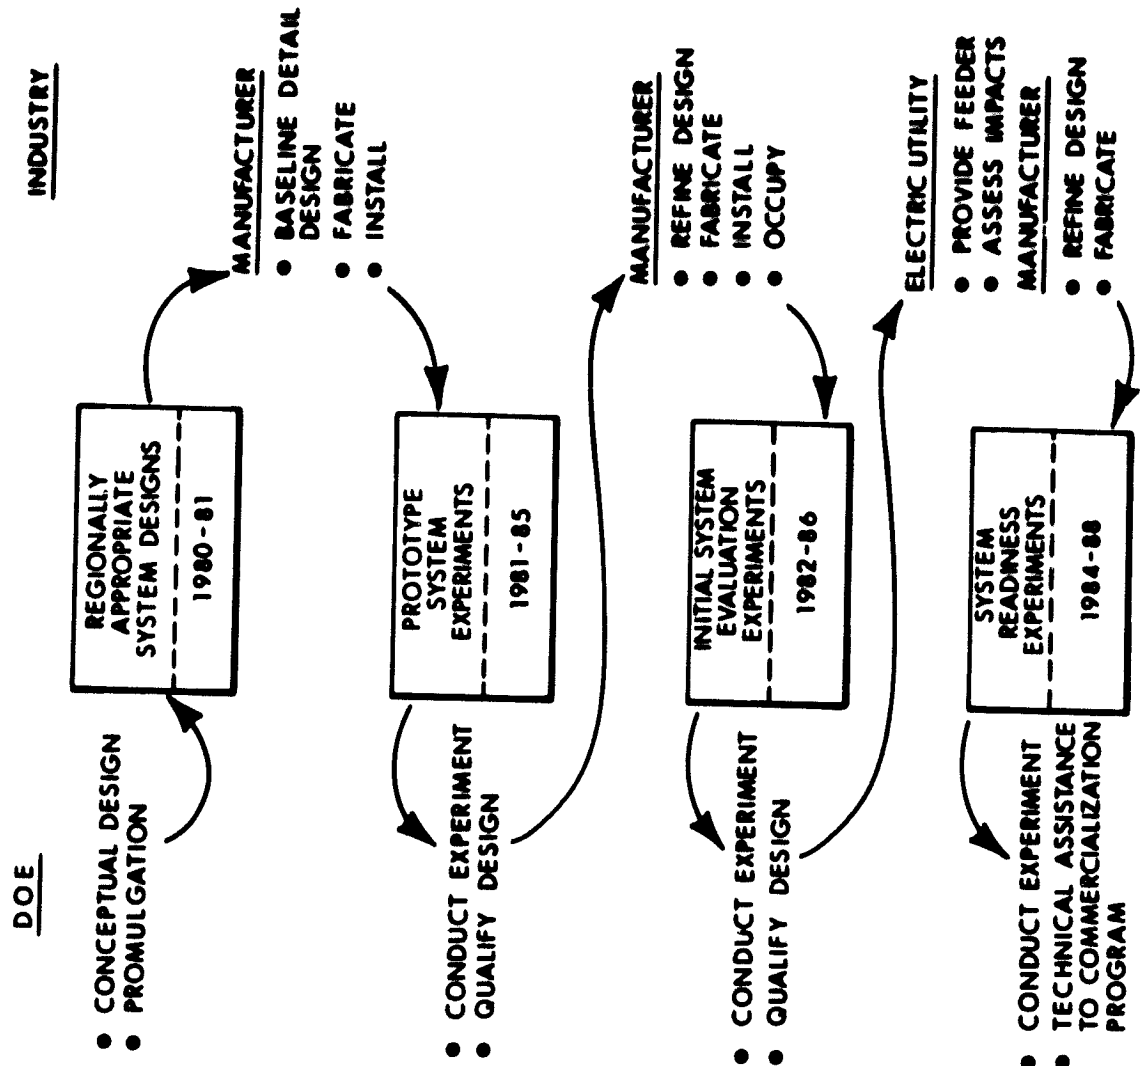 DOE
INDUSTRY
● CONCEPTUAL DESIGN
● PROMULGATION
REGIONALLY
APPROPRIATE
SYSTEM DESIGNS
1980-81
MANUFACTURER
● BASELINE DETAIL
DESIGN
● FABRICATE
● INSTALL
● CONDUCT EXPERIMENT
● QUALIFY DESIGN
PROTOTYPE
SYSTEM
EXPERIMENTS
1981-85
MANUFACTURER
● REFINE DESIGN
● FABRICATE
● INSTALL
● OCCUPY
● CONDUCT EXPERIMENT
● QUALIFY DESIGN
INITIAL SYSTEM
EVALUATION
EXPERIMENTS
1982-86
ELECTRIC UTILITY
● PROVIDE FEEDER
● ASSESS IMPACTS
MANUFACTURER
● REFINE DESIGN
● FABRICATE
● CONDUCT EXPERIMENT
● TECHNICAL ASSISTANCE
TO COMMERCIALIZATION
PROGRAM
SYSTEM
READINESS
EXPERIMENTS
1984-88